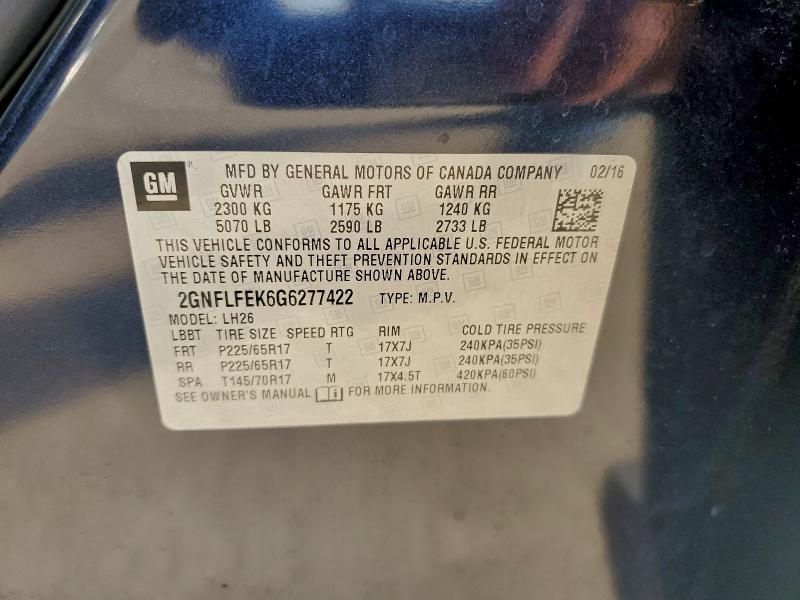 GM ® MFD BY GENERAL MOTORS OF CANADA COMPANY 02/16
GVWR GAWR FRT GAWR RR
2300 KG 1175 KG 1240 KG
5070 LB 2590 LB 2733 LB
THIS VEHICLE CONFORMS TO ALL APPLICABLE U.S. FEDERAL MOTOR
VEHICLE SAFETY AND THEFT PREVENTION STANDARDS IN EFFECT ON
THE DATE OF MANUFACTURE SHOWN ABOVE.
2GNFLFEK6G6277422 TYPE: M.P.V.
MODEL: LH26
LBBT TIRE SIZE SPEED RTG RIM COLD TIRE PRESSURE
FRT P225/65R17 T 17X7J 240KPA(35PSI)
RR P225/65R17 T 17X7J 240KPA(35PSI)
SPA T145/70R17 M 17X4.5T 420KPA(60PSI)
SEE OWNER'S MANUAL FOR MORE INFORMATION.